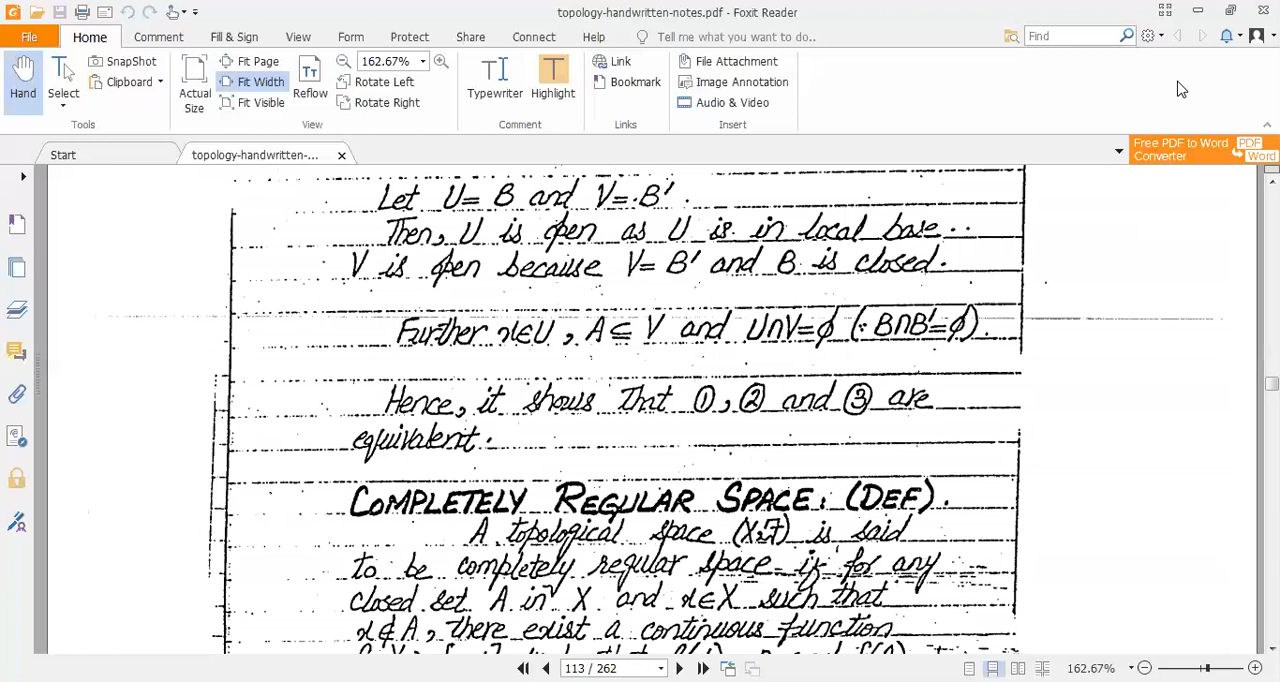 topology-handwritten-notes.pdf - Foxit Reader
File Home Comment Fill & Sign View Form Protect Share Connect Help Tell me what you want to do.. Find
Hand
Select
SnapShot
Clipboard
Tools
Actual Size
Fit Page
Fit Width
Fit Visible
Reflow
162.67%
Rotate Left
Rotate Right
View
Typewriter
Highlight
Comment
Link
Bookmark
Links
File Attachment
Image Annotation
Audio & Video
Insert
Start topology-handwritten-...
Free PDF to Word Converter
PDF
Word
Let U= B and V= B'.
Then, U is open as U is in local base..
V is open because V= B' and B is closed.
Further x∈U, A⊆V and U∩V=ϕ (∵ B∩B'=ϕ).
Hence, it shows that ①, ② and ③ are
equivalent.
COMPLETELY REGULAR SPACE: (DEF).
A topological space (X, T) is said
to be completely regular space if for any
closed set A in X and x∈X such that
x∉A, there exist a continuous function
113 / 262
162.67%